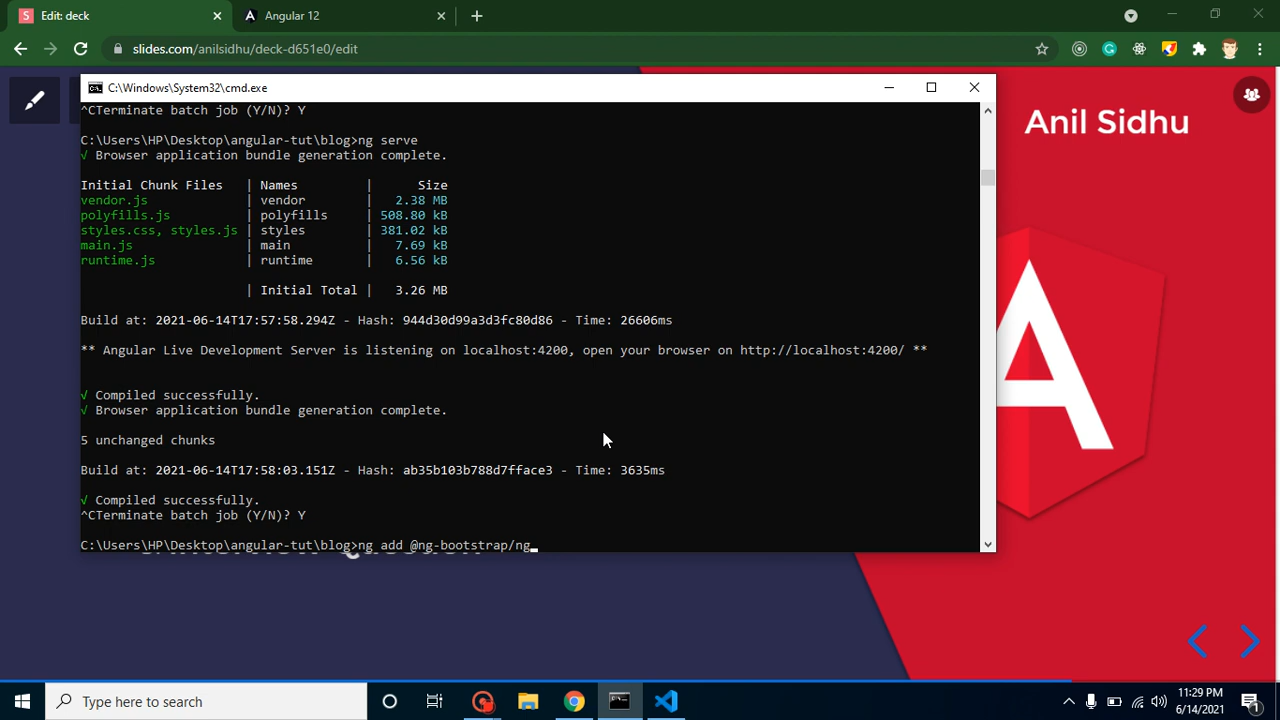 Edit: deck
Angular 12
slides.com/anilsidhu/deck-d651e0/edit
C:\Windows\System32\cmd.exe
Anil Sidhu
^CTerminate batch job (Y/N)? Y
C:\Users\HP\Desktop\angular-tut\blog>ng serve
√ Browser application bundle generation complete.
Initial Chunk Files | Names | Size
vendor.js | vendor | 2.38 MB
polyfills.js | polyfills | 508.80 kB
styles.css, styles.js | styles | 381.02 kB
main.js | main | 7.69 kB
runtime.js | runtime | 6.56 kB
| Initial Total | 3.26 MB
Build at: 2021-06-14T17:57:58.294Z - Hash: 944d30d99a3d3fc80d86 - Time: 26606ms
** Angular Live Development Server is listening on localhost:4200, open your browser on http://localhost:4200/ **
√ Compiled successfully.
√ Browser application bundle generation complete.
5 unchanged chunks
Build at: 2021-06-14T17:58:03.151Z - Hash: ab35b103b788d7fface3 - Time: 3635ms
√ Compiled successfully.
^CTerminate batch job (Y/N)? Y
C:\Users\HP\Desktop\angular-tut\blog>ng add @ng-bootstrap/ng
Type here to search
11:29 PM
6/14/2021